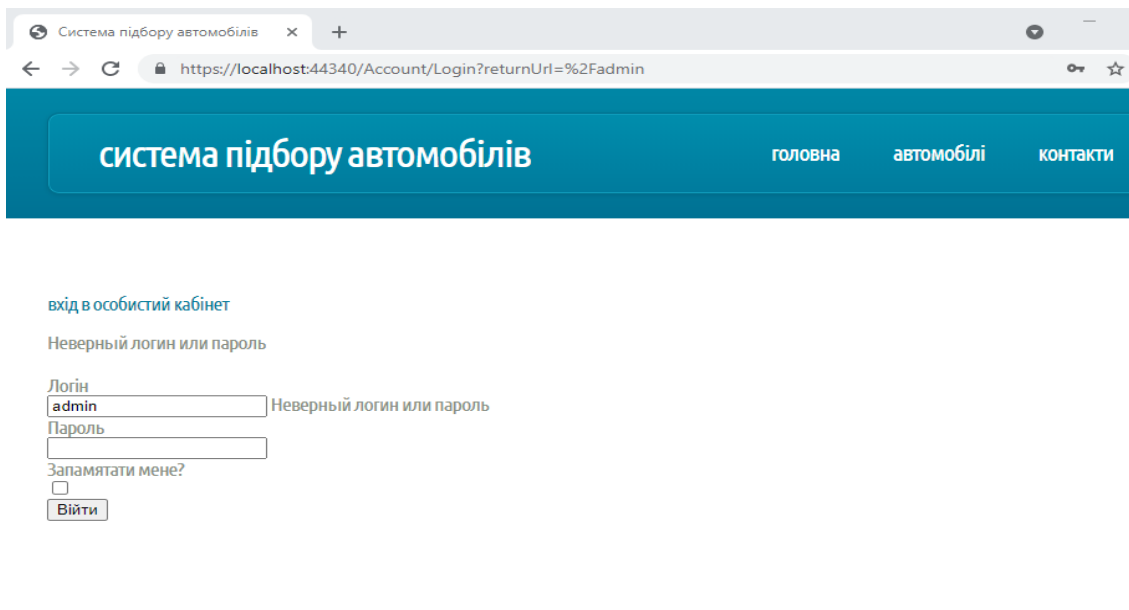 Система підбору автомобілів
https://localhost:44340/Account/Login?returnUrl=%2Fadmin
система підбору автомобілів головна автомобілі контакти
вхід в особистий кабінет
Неверный логин или пароль
Логін
admin Неверный логин или пароль
Пароль
Запамятати мене?
Війти